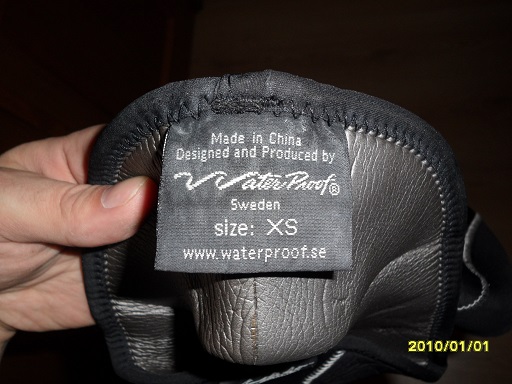 Made in China
Designed and Produced by
WaterProof®
Sweden
size: XS
www.waterproof.se
2010/01/01